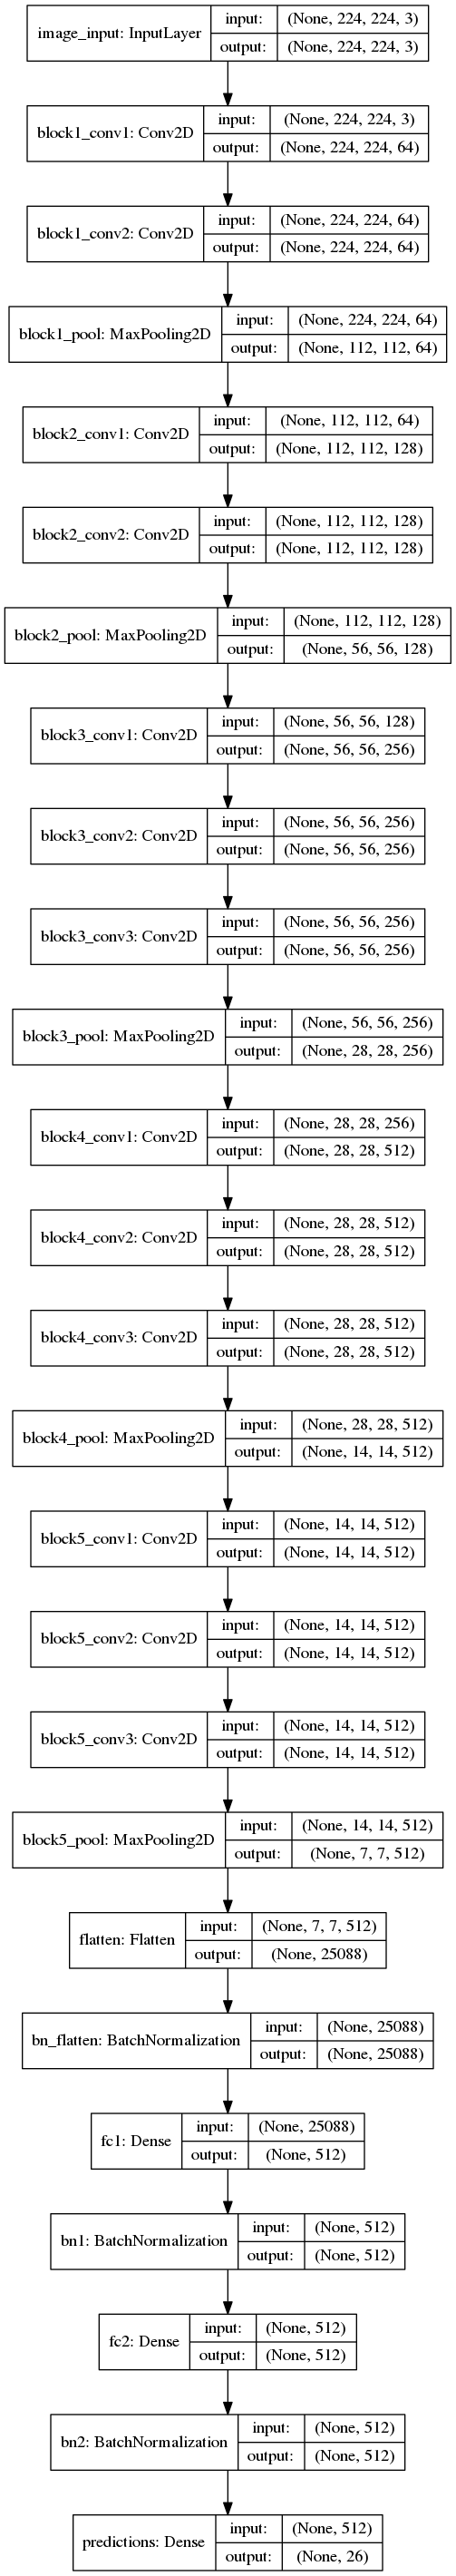 image_input: InputLayer
input: (None, 224, 224, 3)
output: (None, 224, 224, 3)
block1_conv1: Conv2D
input: (None, 224, 224, 3)
output: (None, 224, 224, 64)
block1_conv2: Conv2D
input: (None, 224, 224, 64)
output: (None, 224, 224, 64)
block1_pool: MaxPooling2D
input: (None, 224, 224, 64)
output: (None, 112, 112, 64)
block2_conv1: Conv2D
input: (None, 112, 112, 64)
output: (None, 112, 112, 128)
block2_conv2: Conv2D
input: (None, 112, 112, 128)
output: (None, 112, 112, 128)
block2_pool: MaxPooling2D
input: (None, 112, 112, 128)
output: (None, 56, 56, 128)
block3_conv1: Conv2D
input: (None, 56, 56, 128)
output: (None, 56, 56, 256)
block3_conv2: Conv2D
input: (None, 56, 56, 256)
output: (None, 56, 56, 256)
block3_conv3: Conv2D
input: (None, 56, 56, 256)
output: (None, 56, 56, 256)
block3_pool: MaxPooling2D
input: (None, 56, 56, 256)
output: (None, 28, 28, 256)
block4_conv1: Conv2D
input: (None, 28, 28, 256)
output: (None, 28, 28, 512)
block4_conv2: Conv2D
input: (None, 28, 28, 512)
output: (None, 28, 28, 512)
block4_conv3: Conv2D
input: (None, 28, 28, 512)
output: (None, 28, 28, 512)
block4_pool: MaxPooling2D
input: (None, 28, 28, 512)
output: (None, 14, 14, 512)
block5_conv1: Conv2D
input: (None, 14, 14, 512)
output: (None, 14, 14, 512)
block5_conv2: Conv2D
input: (None, 14, 14, 512)
output: (None, 14, 14, 512)
block5_conv3: Conv2D
input: (None, 14, 14, 512)
output: (None, 14, 14, 512)
block5_pool: MaxPooling2D
input: (None, 14, 14, 512)
output: (None, 7, 7, 512)
flatten: Flatten
input: (None, 7, 7, 512)
output: (None, 25088)
bn_flatten: BatchNormalization
input: (None, 25088)
output: (None, 25088)
fc1: Dense
input: (None, 25088)
output: (None, 512)
bn1: BatchNormalization
input: (None, 512)
output: (None, 512)
fc2: Dense
input: (None, 512)
output: (None, 512)
bn2: BatchNormalization
input: (None, 512)
output: (None, 512)
predictions: Dense
input: (None, 512)
output: (None, 26)